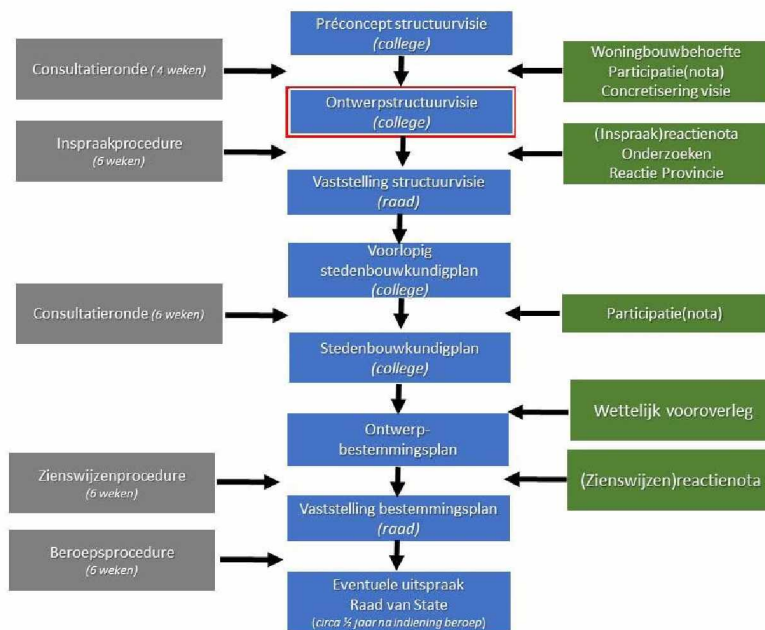 Préconcept structuurvisie
(college)
Consultatieronde (4 weken)
Woningbouwbehoefte
Participatie(nota)
Concretisering visie
Ontwerpstructuurvisie
(college)
Inspraakprocedure
(6 weken)
(Inspraak)reactienota
Onderzoeken
Reactie Provincie
Vaststelling structuurvisie
(raad)
Voorlopig
stedenbouwkundigplan
(college)
Consultatieronde (6 weken)
Participatie(nota)
Stedenbouwkundigplan
(college)
Wettelijk vooroverleg
Ontwerp-
bestemmingsplan
Zienswijzenprocedure
(6 weken)
(Zienswijzen)reactienota
Vaststelling bestemmingsplan
(raad)
Beroepsprocedure
(6 weken)
Eventuele uitspraak
Raad van State
(circa ½ jaar na indiening beroep)